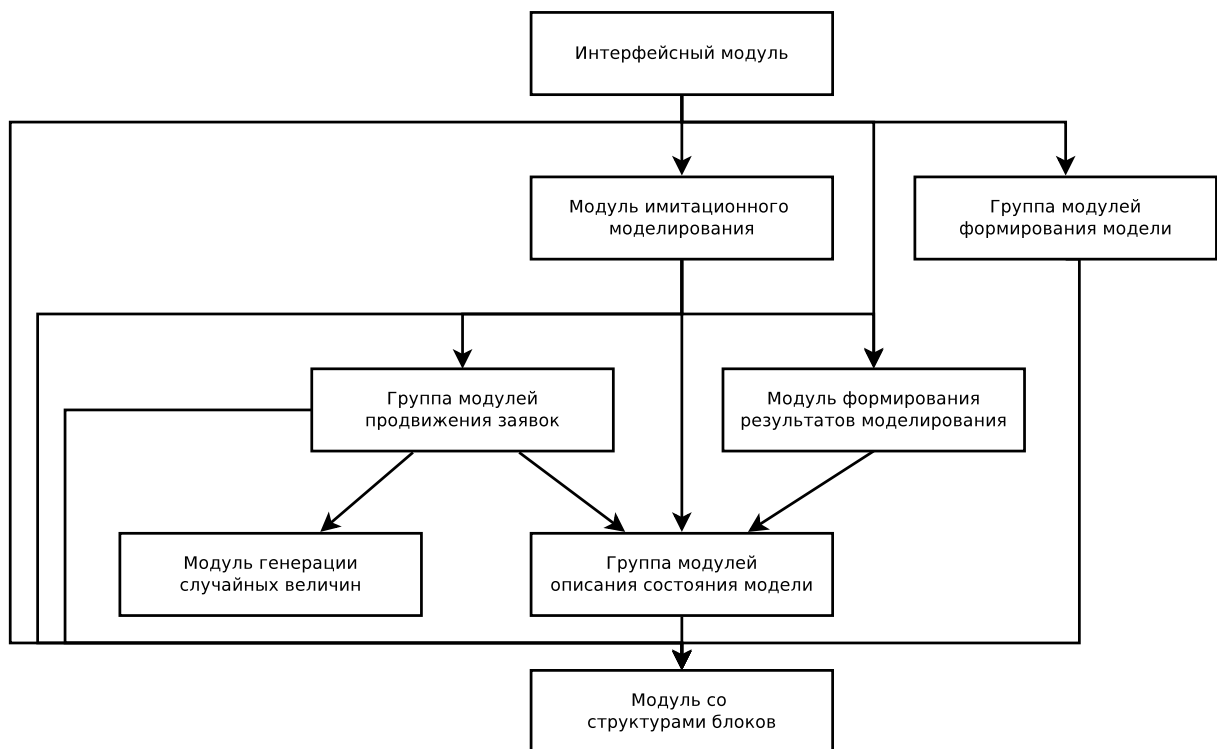 Интерфейсный модуль
Модуль имитационного
моделирования
Группа модулей
формирования модели
Группа модулей
продвижения заявок
Модуль формирования
результатов моделирования
Модуль генерации
случайных величин
Группа модулей
описания состояния модели
Модуль со
структурами блоков